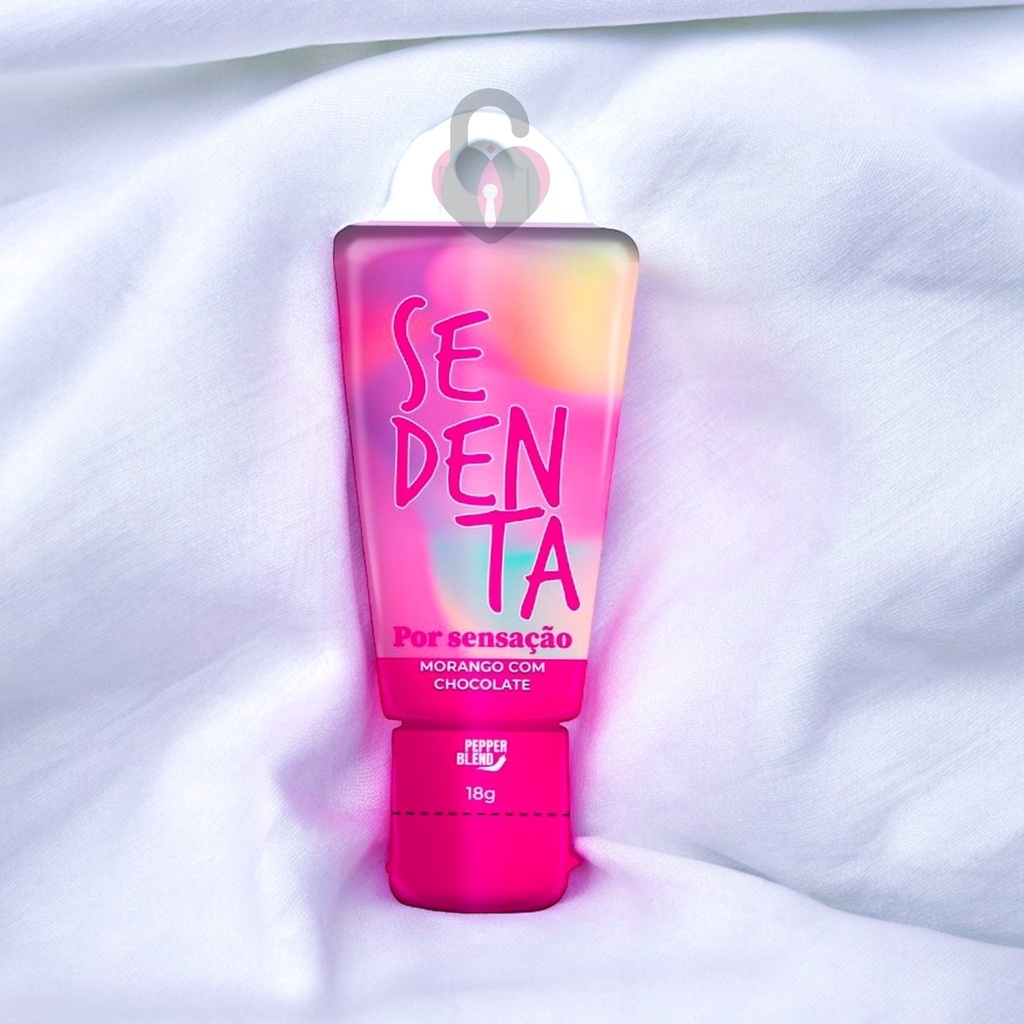 SE
DEN
TA
Por sensação
MORANGO COM
CHOCOLATE
PEPPER
BLEND
18g